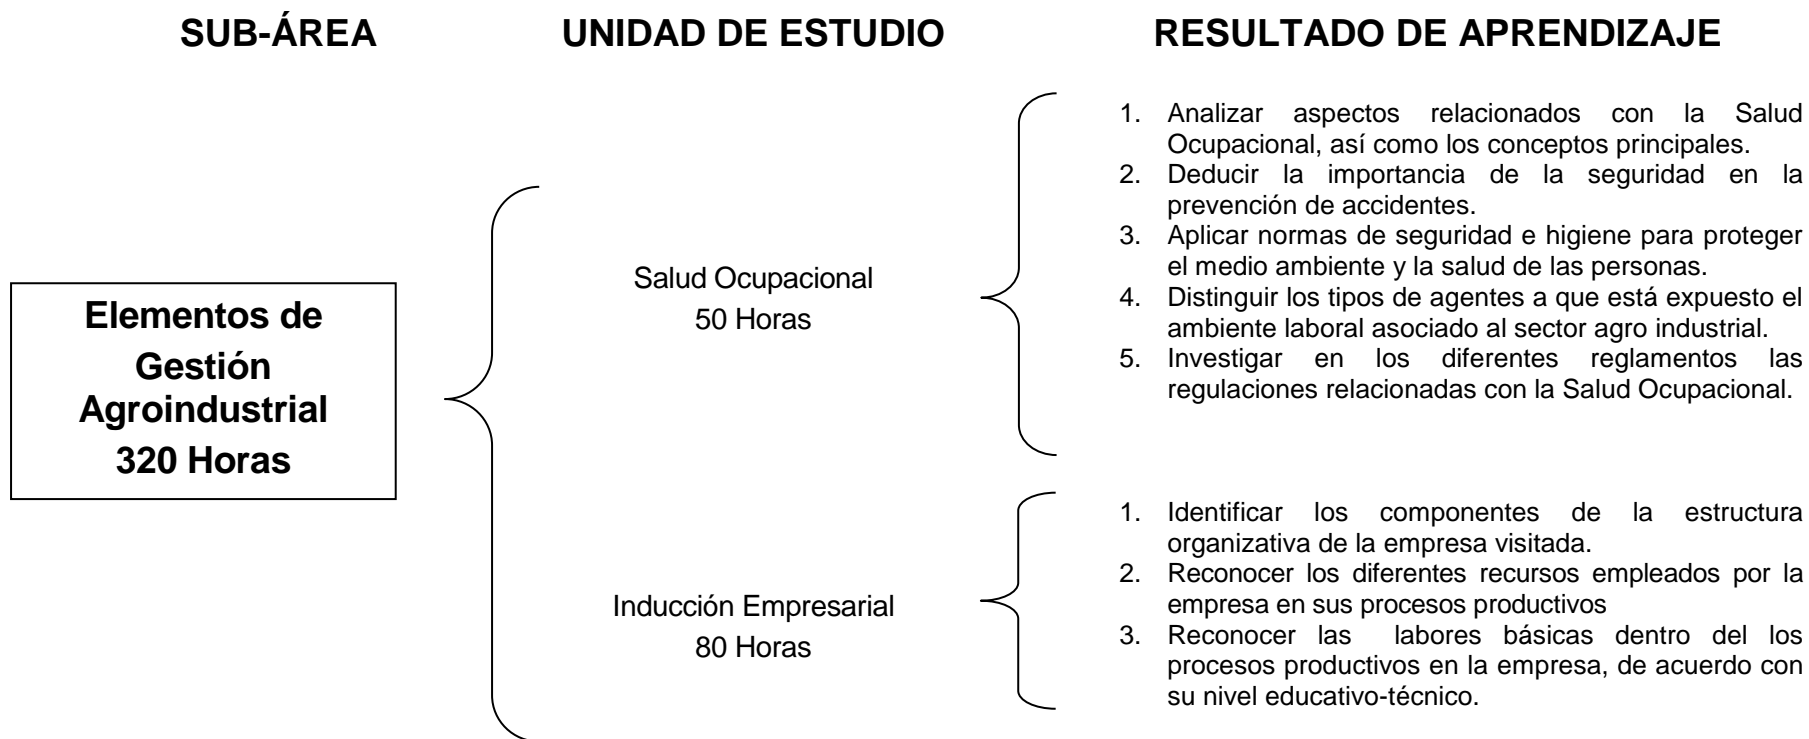 SUB-ÁREA UNIDAD DE ESTUDIO RESULTADO DE APRENDIZAJE
Elementos de
Gestión
Agroindustrial
320 Horas
Salud Ocupacional
50 Horas
1. Analizar aspectos relacionados con la Salud
Ocupacional, así como los conceptos principales.
2. Deducir la importancia de la seguridad en la
prevención de accidentes.
3. Aplicar normas de seguridad e higiene para proteger
el medio ambiente y la salud de las personas.
4. Distinguir los tipos de agentes a que está expuesto el
ambiente laboral asociado al sector agro industrial.
5. Investigar en los diferentes reglamentos las
regulaciones relacionadas con la Salud Ocupacional.
Inducción Empresarial
80 Horas
1. Identificar los componentes de la estructura
organizativa de la empresa visitada.
2. Reconocer los diferentes recursos empleados por la
empresa en sus procesos productivos
3. Reconocer las labores básicas dentro del los
procesos productivos en la empresa, de acuerdo con
su nivel educativo-técnico.